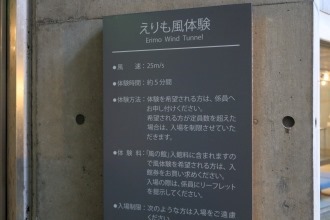 えりも風体験
Erimo Wind Tunnel
●風　　速：25m/s
●体験時間：約5分間
●体験方法：体験を希望される方は、係員へ
お申し付けください。
希望される方が定員数を超えた
場合は、入場を制限させていた
だきます。
●体 験 料：「風の館」入館料に含まれますの
で風体験を希望される方は、入
館券をお買い求めください。
入場の際は、係員にリーフレット
を提示してください。
●入場制限：次のような方は入場をご遠慮
ください。